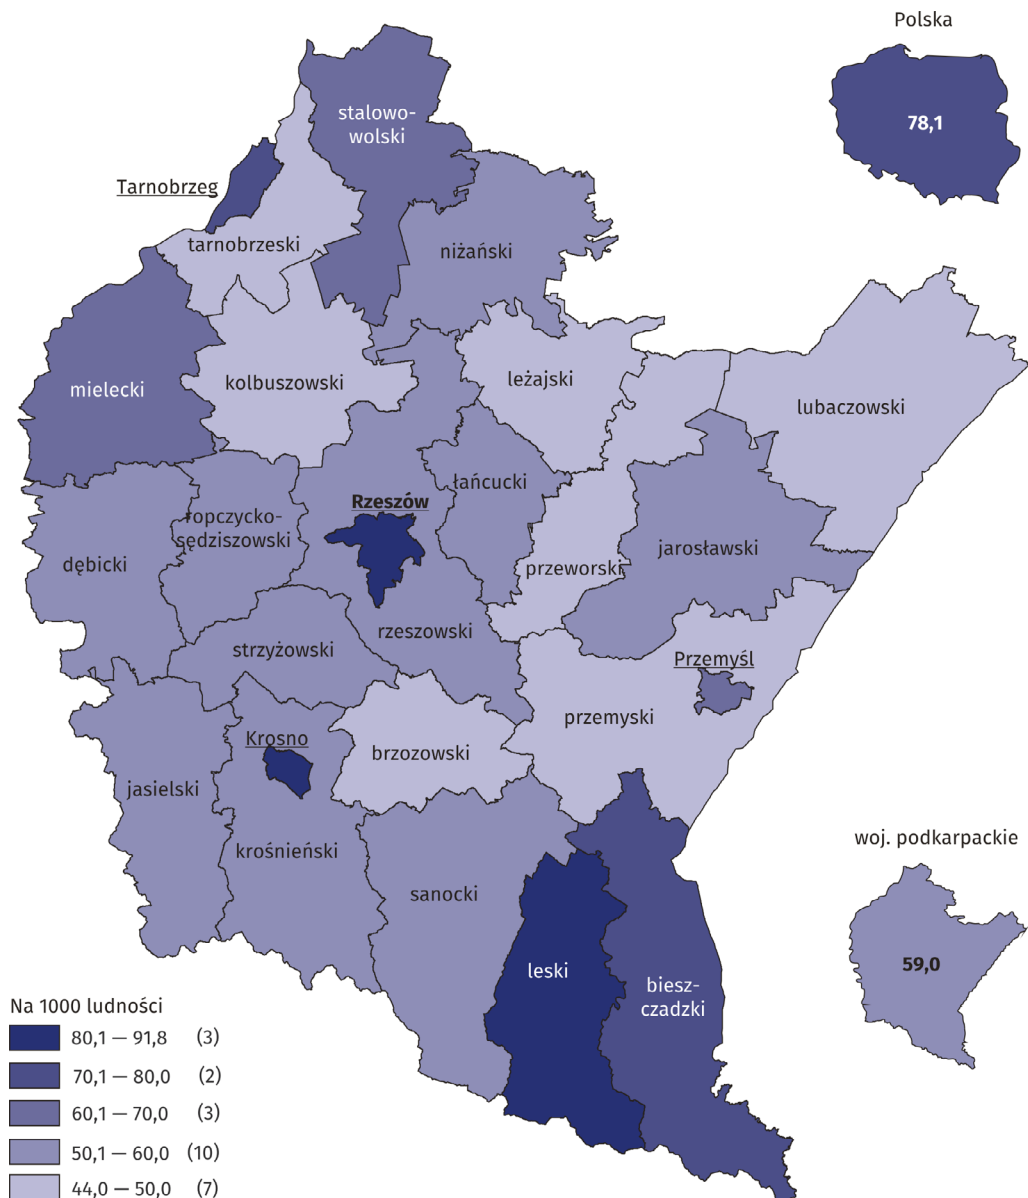 Polska
78,1
stalowo-
wolski
Tarnobrzeg
tarnobrzeski
niżański
mielecki
kolbuszowski
leżajski
lubaczowski
łańcucki
Rzeszów
ropczycko-
sędziszowski
dębicki
przeworski
jarosławski
rzeszowski
strzyżowski
Przemyśl
przemyski
Krosno
brzozowski
jasielski
krośnieński
sanocki
leski
biesz-
czadzki
woj. podkarpackie
59,0
Na 1000 ludności
80,1 — 91,8 (3)
70,1 — 80,0 (2)
60,1 — 70,0 (3)
50,1 — 60,0 (10)
44,0 — 50,0 (7)